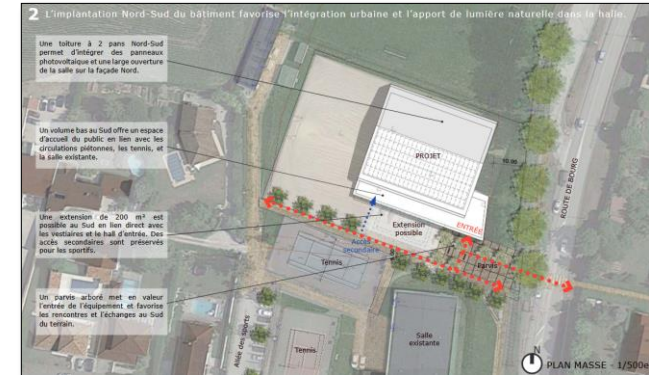 2 L'implantation Nord-Sud du bâtiment favorise l'intégration urbaine et l'apport de lumière naturelle dans la halle.
Une toiture à 2 pans Nord-Sud
permet d'intégrer des panneaux
photovoltaïque et une large ouverture
de la salle sur la façade Nord.
Un volume bas au Sud offre un espace
d'accueil du public en lien avec les
circulations piétonnes, les tennis, et
la salle existante.
Une extension de 200 m² est
possible au Sud en lien direct avec
les vestiaires et le hall d'entrée. Des
accès secondaires sont préservés
pour les sportifs.
Un parvis arboré met en valeur
l'entrée de l'équipement et favorise
les rencontres et l'échanges au Sud
du terrain.
PROJET
ROUTE DE BOURG
ENTRÉE
Extension
possible
Accès
secondaire
Parvis
Tennis
Allée des sports
Tennis
Salle
existante
N
PLAN MASSE - 1/500e